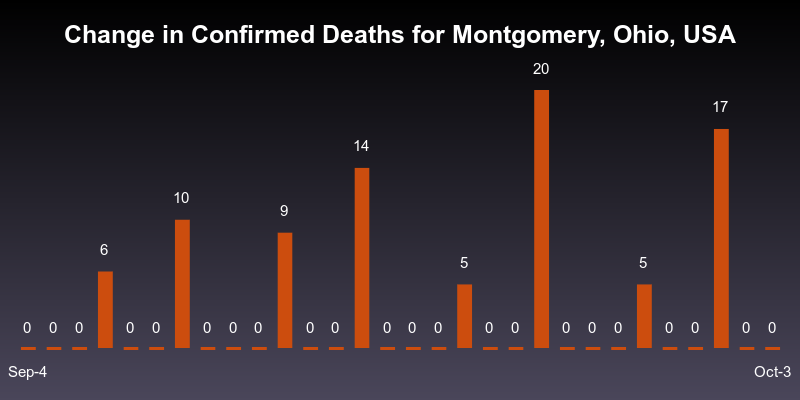 Change in Confirmed Deaths for Montgomery, Ohio, USA
0 0 0 6 0 0 10 0 0 0 9 0 0 14 0 0 0 5 0 0 20 0 0 0 5 0 0 17 0 0
Sep-4 Oct-3